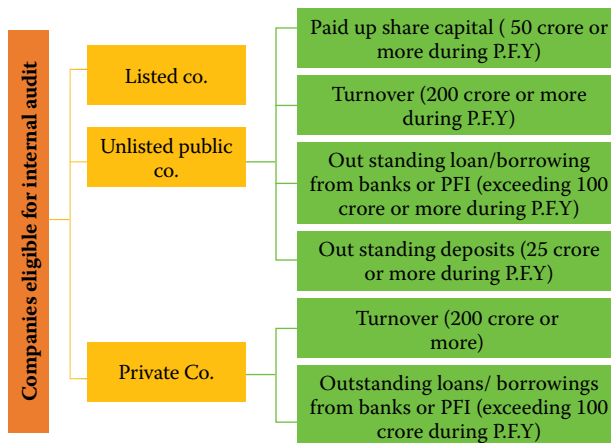 Companies eligible for internal audit
Listed co.
Unlisted public
co.
Private Co.
Paid up share capital ( 50 crore or
more during P.F.Y)
Turnover (200 crore or more
during P.F.Y)
Out standing loan/borrowing
from banks or PFI (exceeding 100
crore or more during P.F.Y)
Out standing deposits (25 crore
or more during P.F.Y)
Turnover (200 crore or
more)
Outstanding loans/ borrowings
from banks or PFI (exceeding 100
crore during P.F.Y)